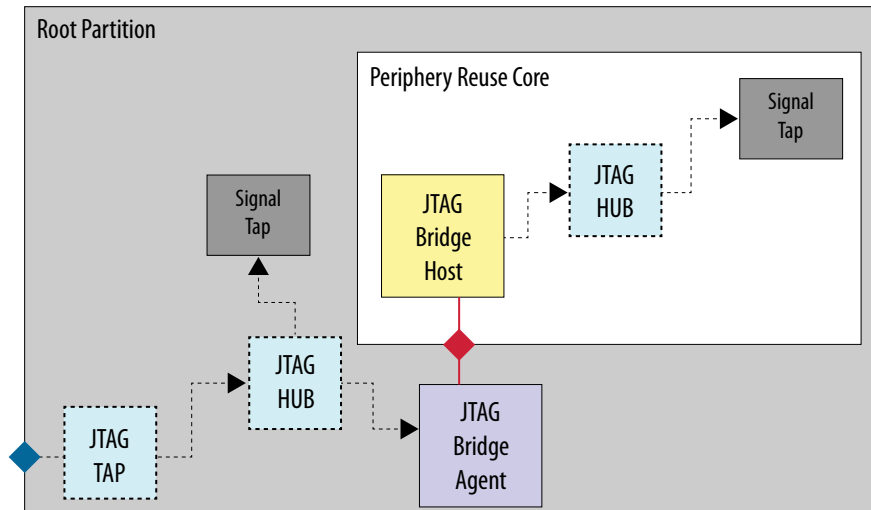 Root Partition
Periphery Reuse Core
Signal
Tap
JTAG
HUB
JTAG
Bridge
Host
Signal
Tap
JTAG
HUB
JTAG
Bridge
Agent
JTAG
TAP